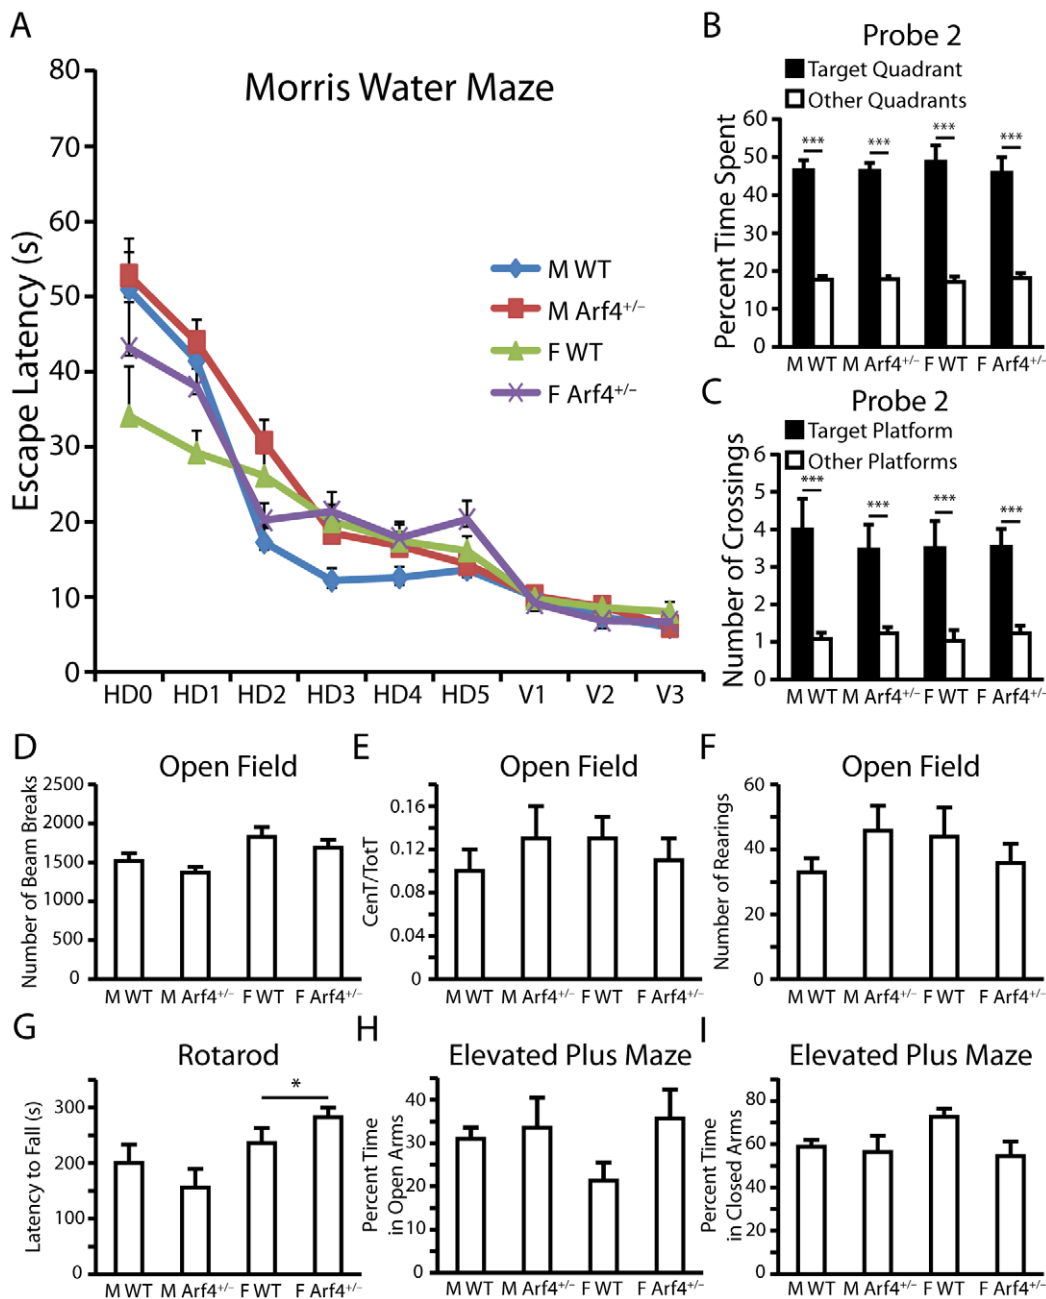 A
Morris Water Maze
Escape Latency (s)
80
70
60
50
40
30
20
10
0
HD0 HD1 HD2 HD3 HD4 HD5 V1 V2 V3
M WT
M Arf4+/−
F WT
F Arf4+/−
B
Probe 2
Target Quadrant
Other Quadrants
Percent Time Spent
60
50
40
30
20
10
0
*** *** *** ***
M WT M Arf4+/− F WT F Arf4+/−
C
Probe 2
Target Platform
Other Platforms
Number of Crossings
6
5
4
3
2
1
0
*** *** *** ***
M WT M Arf4+/− F WT F Arf4+/−
D
Open Field
Number of Beam Breaks
2500
2000
1500
1000
500
0
M WT M Arf4+/− F WT F Arf4+/−
E
Open Field
CenT/TotT
0.16
0.12
0.08
0.04
0
M WT M Arf4+/− F WT F Arf4+/−
F
Open Field
Number of Rearings
60
40
20
0
M WT M Arf4+/− F WT F Arf4+/−
G
Rotarod
Latency to Fall (s)
300
200
100
0
*
M WT M Arf4+/− F WT F Arf4+/−
H
Elevated Plus Maze
Percent Time
in Open Arms
40
30
20
10
0
M WT M Arf4+/− F WT F Arf4+/−
I
Elevated Plus Maze
Percent Time
in Closed Arms
80
60
40
20
0
M WT M Arf4+/− F WT F Arf4+/−